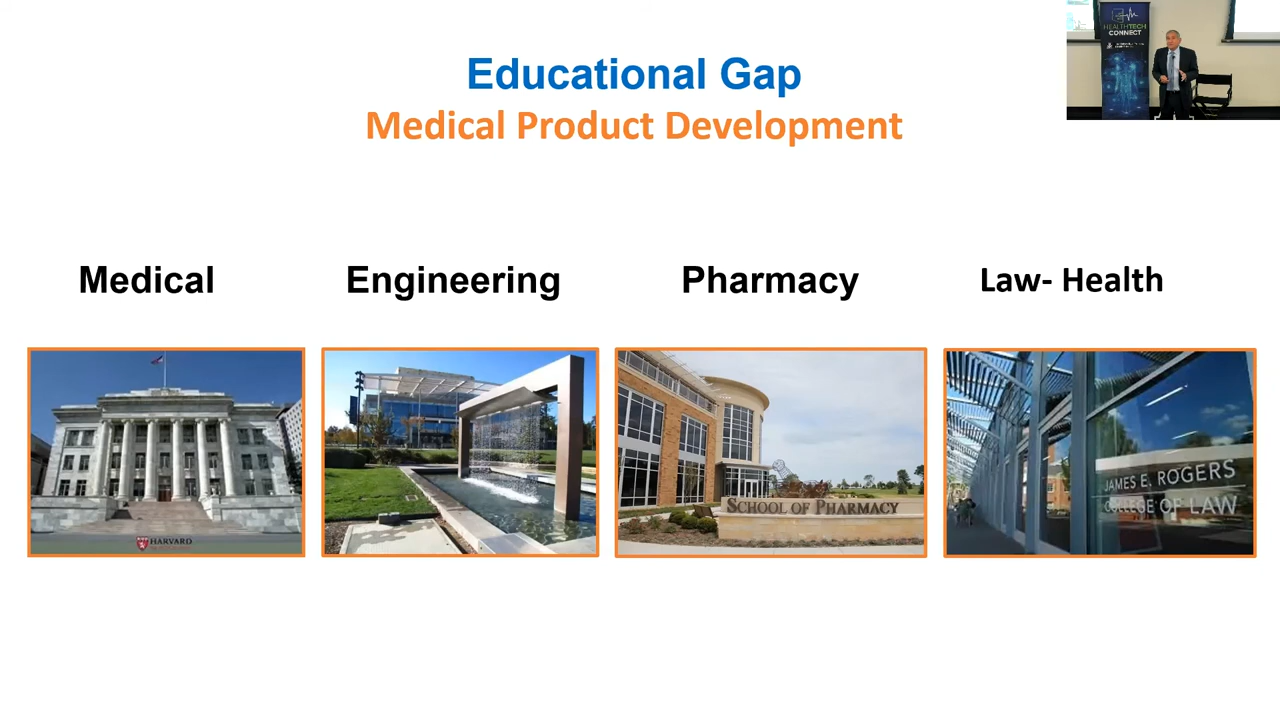 Educational Gap
Medical Product Development
HEALTHTECH
CONNECT
Medical
Engineering
Pharmacy
Law- Health
HARVARD
SCHOOL OF PHARMACY
JAMES E. ROGERS
COLLEGE OF LAW